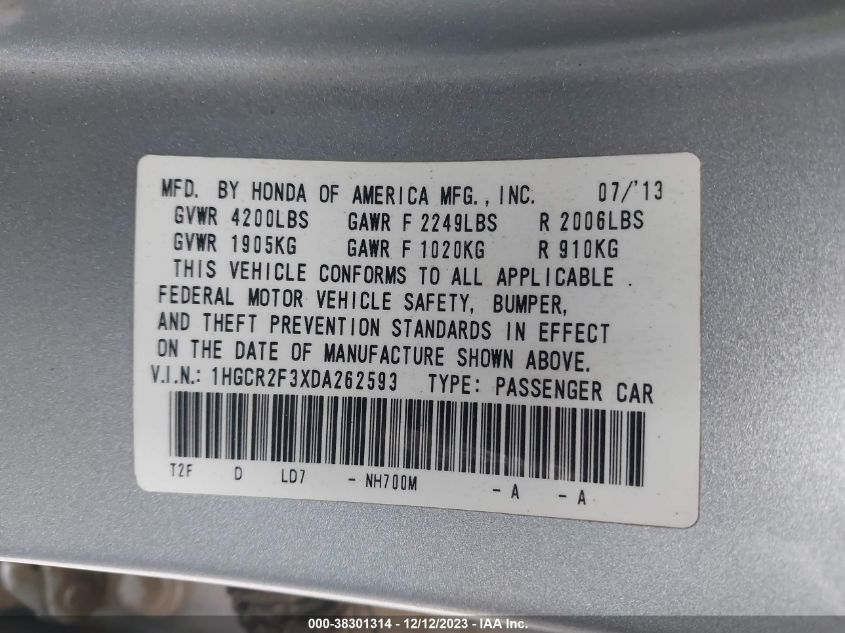 MFD. BY HONDA OF AMERICA MFG., INC. 07/'13
GVWR 4200LBS GAWR F 2249LBS R 2006LBS
GVWR 1905KG GAWR F 1020KG R 910KG
THIS VEHICLE CONFORMS TO ALL APPLICABLE .
FEDERAL MOTOR VEHICLE SAFETY, BUMPER,
AND THEFT PREVENTION STANDARDS IN EFFECT
ON THE DATE OF MANUFACTURE SHOWN ABOVE.
V.I.N.: 1HGCR2F3XDA262593 TYPE: PASSENGER CAR
T2F D LD7 - NH700M - A - A
000-38301314 - 12/12/2023 - IAA Inc.